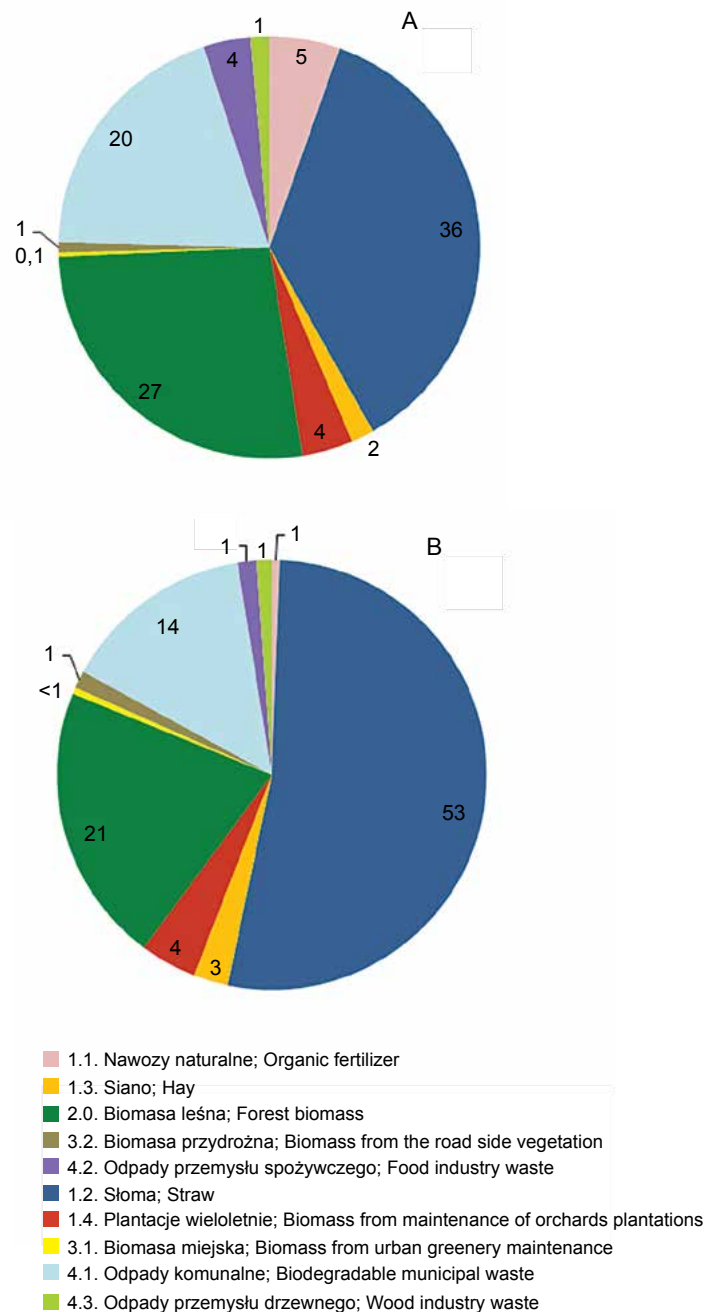 1
A
4
5
20
36
1
0,1
27
4
2
1
1
1
B
14
1
<1
53
21
4
3
1.1. Nawozy naturalne; Organic fertilizer
1.3. Siano; Hay
2.0. Biomasa leśna; Forest biomass
3.2. Biomasa przydrożna; Biomass from the road side vegetation
4.2. Odpady przemysłu spożywczego; Food industry waste
1.2. Słoma; Straw
1.4. Plantacje wieloletnie; Biomass from maintenance of orchards plantations
3.1. Biomasa miejska; Biomass from urban greenery maintenance
4.1. Odpady komunalne; Biodegradable municipal waste
4.3. Odpady przemysłu drzewnego; Wood industry waste